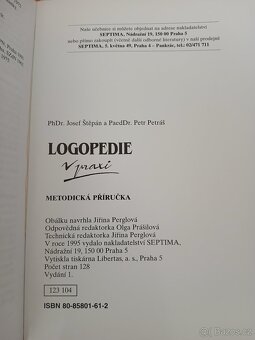 Naše učebnice si můžete objednat na adrese nakladatelství
SEPTIMA, Nádražní 19, 150 00 Praha 5
nebo přímo zakoupit (včetně další odborné literatury) v naší prodejně
SEPTIMA, 5. května 49, Praha 4 - Pankrác, tel. 02/471 711
PhDr. Josef Štěpán a PaedDr. Petr Petráš
LOGOPEDIE
v praxi
METODICKÁ PŘÍRUČKA
Obálku navrhla Jiřina Perglová
Odpovědná redaktorka Olga Prášilová
Technická redaktorka Jiřina Perglová
V roce 1995 vydalo nakladatelství SEPTIMA,
Nádražní 19, 150 00 Praha 5
Vytiskla tiskárna Libertas, a. s., Praha 5
Počet stran 128
Vydání 1.
123 104
ISBN 80-85801-61-2